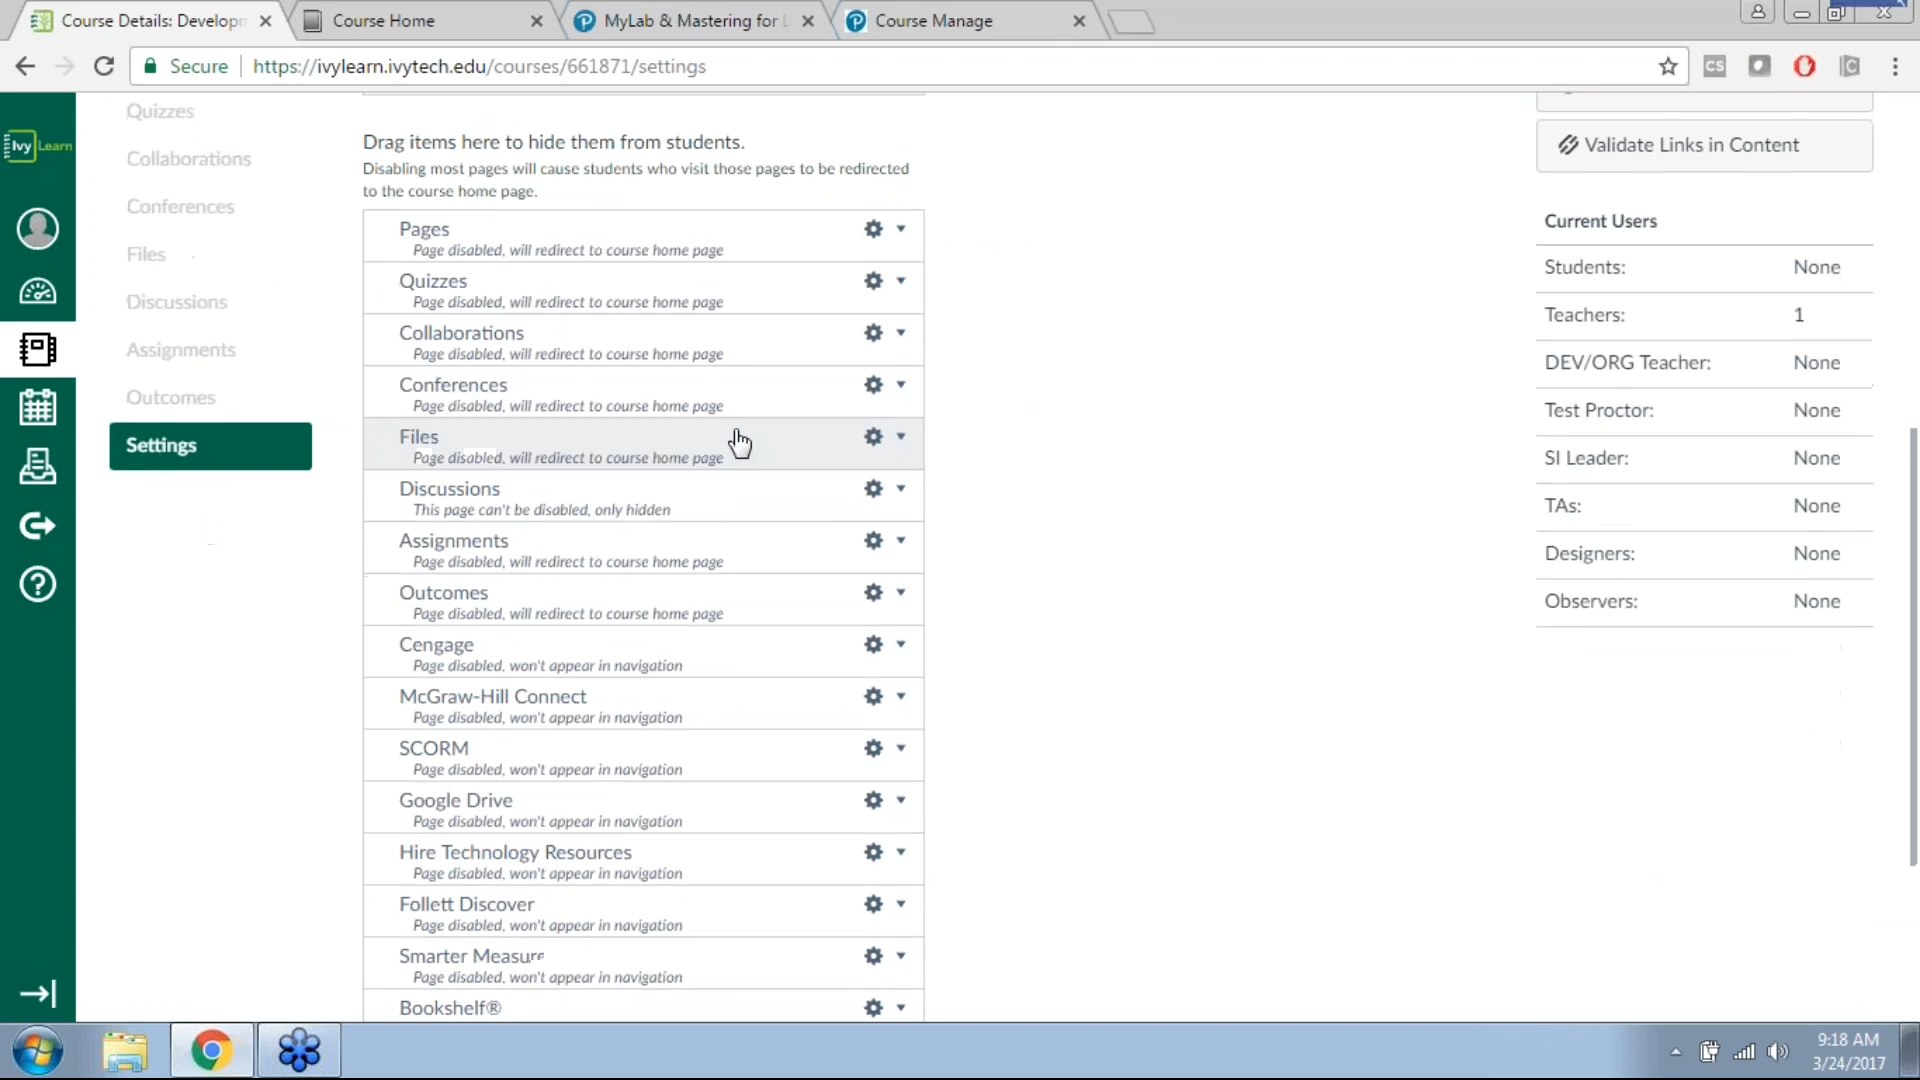 Course Details: Develop
Course Home
MyLab & Mastering for L
Course Manage
Secure
https://ivylearn.ivytech.edu/courses/661871/settings
CS
C
Ivy Learn
Quizzes
Collaborations
Conferences
Files
Discussions
Assignments
Outcomes
Settings
Drag items here to hide them from students.
Disabling most pages will cause students who visit those pages to be redirected
to the course home page.
Pages
Page disabled, will redirect to course home page
Quizzes
Page disabled, will redirect to course home page
Collaborations
Page disabled, will redirect to course home page
Conferences
Page disabled, will redirect to course home page
Files
Page disabled, will redirect to course home page
Discussions
This page can't be disabled, only hidden
Assignments
Page disabled, will redirect to course home page
Outcomes
Page disabled, will redirect to course home page
Cengage
Page disabled, won't appear in navigation
McGraw-Hill Connect
Page disabled, won't appear in navigation
SCORM
Page disabled, won't appear in navigation
Google Drive
Page disabled, won't appear in navigation
Hire Technology Resources
Page disabled, won't appear in navigation
Follett Discover
Page disabled, won't appear in navigation
Smarter Measure
Page disabled, won't appear in navigation
Bookshelf®
Validate Links in Content
Current Users
Students: None
Teachers: 1
DEV/ORG Teacher: None
Test Proctor: None
SI Leader: None
TAs: None
Designers: None
Observers: None
9:18 AM
3/24/2017